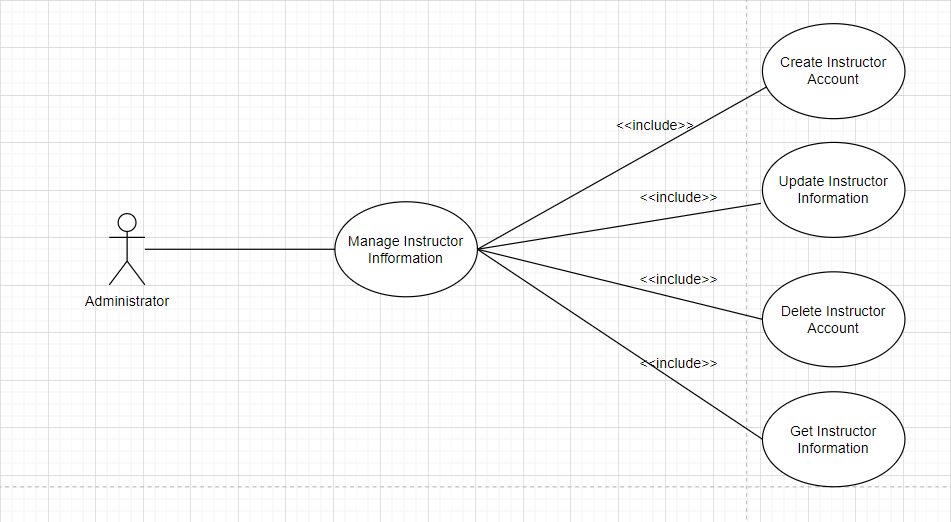 Create Instructor
Account
<<include>>
Update Instructor
Information
<<include>>
Manage Instructor
Infformation
Administrator
<<include>>
Delete Instructor
Account
<<include>>
Get Instructor
Information